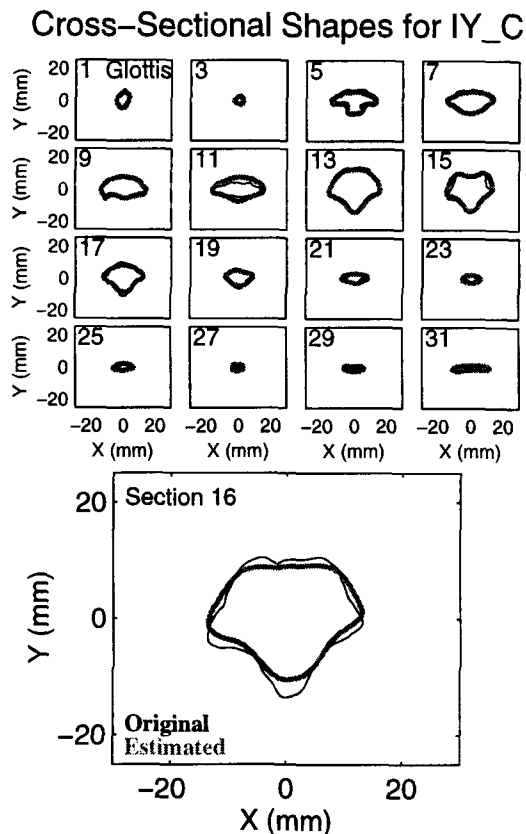 Cross-Sectional Shapes for IY_C
20
1 Glottis
3
5
7
Y (mm)
0
-20
20
9
11
13
15
Y (mm)
0
-20
20
17
19
21
23
Y (mm)
0
-20
20
25
27
29
31
Y (mm)
0
-20
-20 0 20 -20 0 20 -20 0 20 -20 0 20
X (mm) X (mm) X (mm) X (mm)
20
Section 16
Y (mm)
0
Original
Estimated
-20
-20 0 20
X (mm)